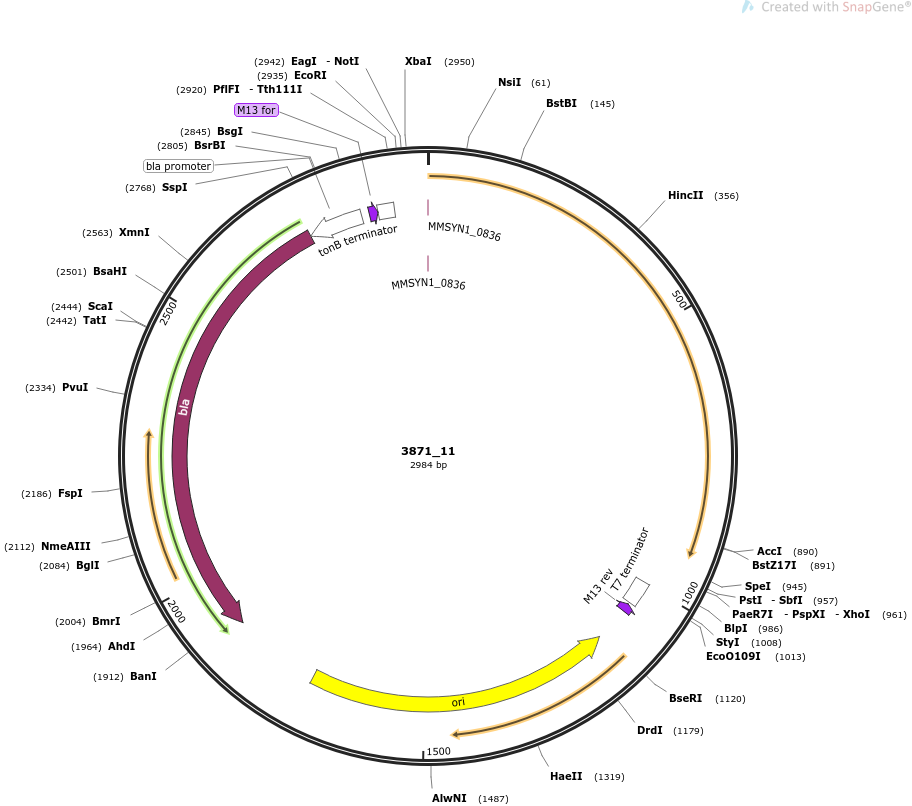 Created with SnapGene®
(2942) EagI - NotI
XbaI (2950)
(2935) EcoRI
NsiI (61)
(2920) PflFI - Tth111I
BstBI (145)
M13 for
(2845) BsgI
(2805) BsrBI
bla promoter
(2768) SspI
HincII (356)
(2563) XmnI
tonB terminator
MMSYN1_0836
(2501) BsaHI
MMSYN1_0836
(2444) ScaI
(2442) TatI
2500
500
(2334) PvuI
bla
3871_11
2984 bp
(2186) FspI
(2112) NmeAIII
(2084) BglI
AccI (890)
BstZ17I (891)
T7 terminator
M13 rev
SpeI (945)
PstI - SbfI (957)
1000
PaeR7I - PspXI - XhoI (961)
2000
(2004) BmrI
BlpI (986)
StyI (1008)
(1964) AhdI
EcoO109I (1013)
(1912) BanI
BseRI (1120)
ori
DrdI (1179)
1500
HaeII (1319)
AlwNI (1487)